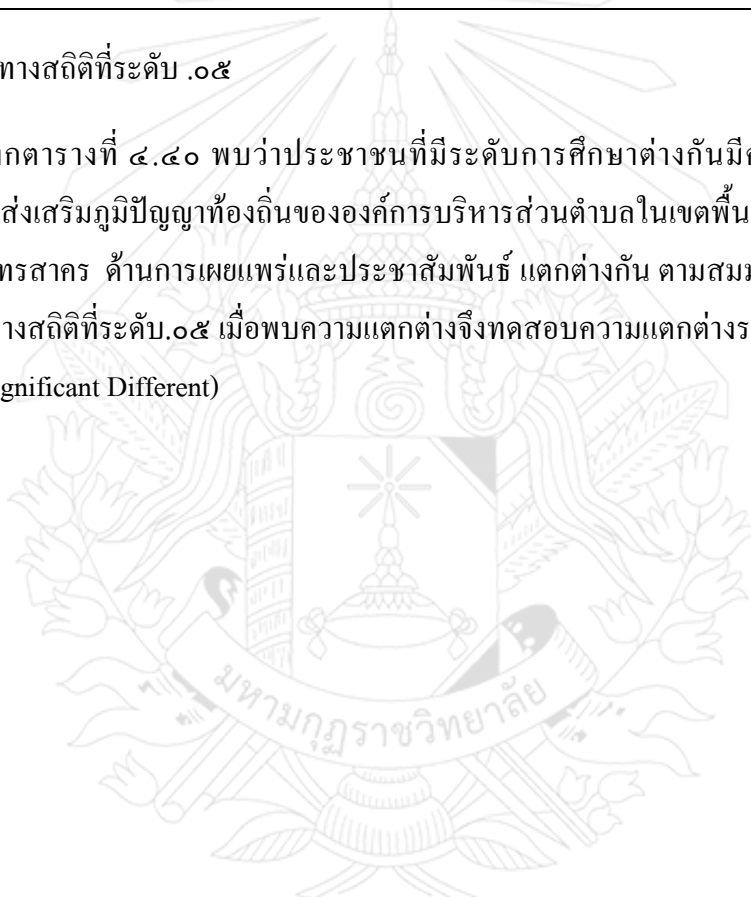 ทางสถิติที่ระดับ .๐๕
กตารางที่ ๔.๔๐ พบว่าประชาชนที่มีระดับการศึกษาต่างกันมีค
ส่งเสริมภูมิปัญญาท้องถิ่นขององค์การบริหารส่วนตำบลในเขตพื้น
ทรสาคร ด้านการเผยแพร่และประชาสัมพันธ์ แตกต่างกัน ตามสมม
างสถิติที่ระดับ.๐๕ เมื่อพบความแตกต่างจึงทดสอบความแตกต่างร
gnificant Different)
มหามกุฏราชวิทยาลัย